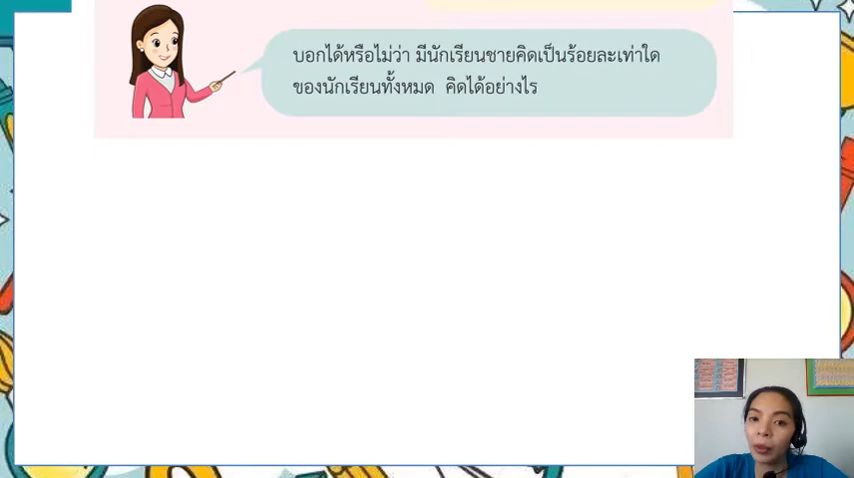 บอกได้หรือไม่ว่า มีนักเรียนชายคิดเป็นร้อยละเท่าใด
ของนักเรียนทั้งหมด คิดได้อย่างไร